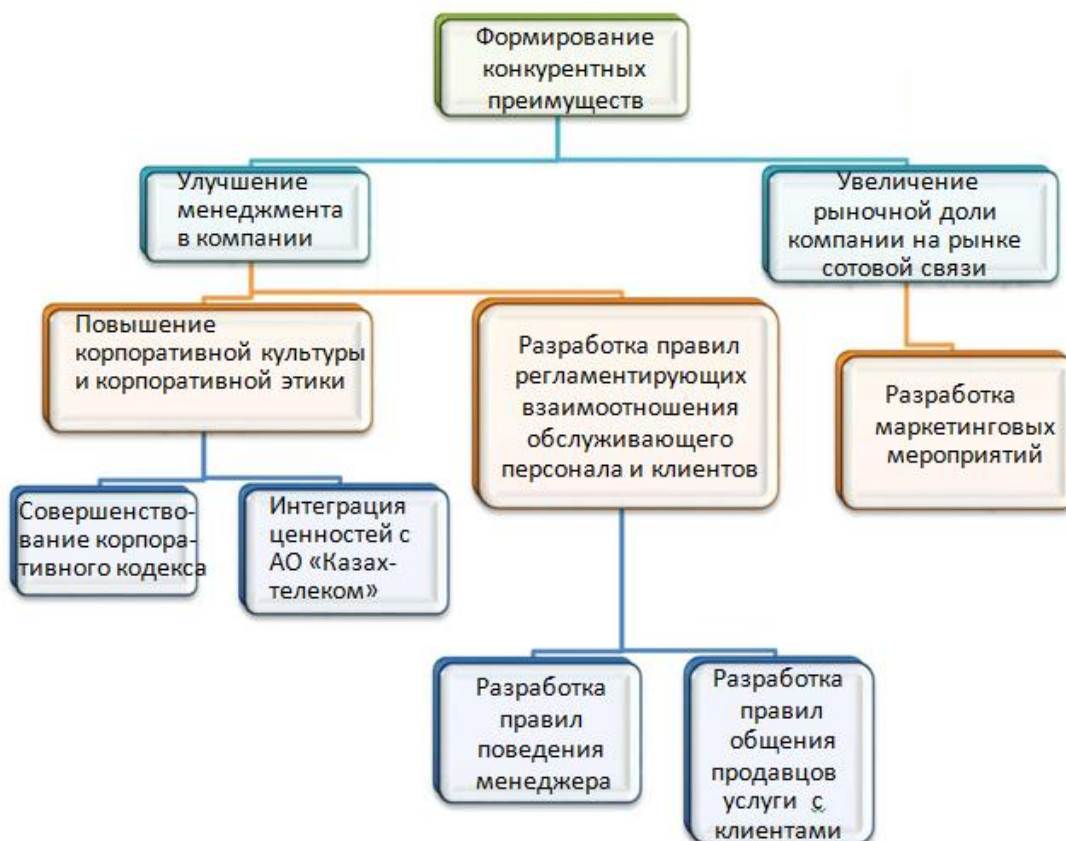 Формирование
конкурентных
преимуществ
Улучшение
менеджмента
в компании
Увеличение
рыночной доли
компании на рынке
сотовой связи
Повышение
корпоративной культуры
и корпоративной этики
Разработка правил
регламентирующих
взаимоотношения
обслуживающего
персонала и клиентов
Разработка
маркетинговых
мероприятий
Совершенство-
вание корпора-
тивного кодекса
Интеграция
ценностей с
АО «Казах-
телеком»
Разработка
правил
поведения
менеджера
Разработка
правил
общения
продавцов
услуги с
клиентами